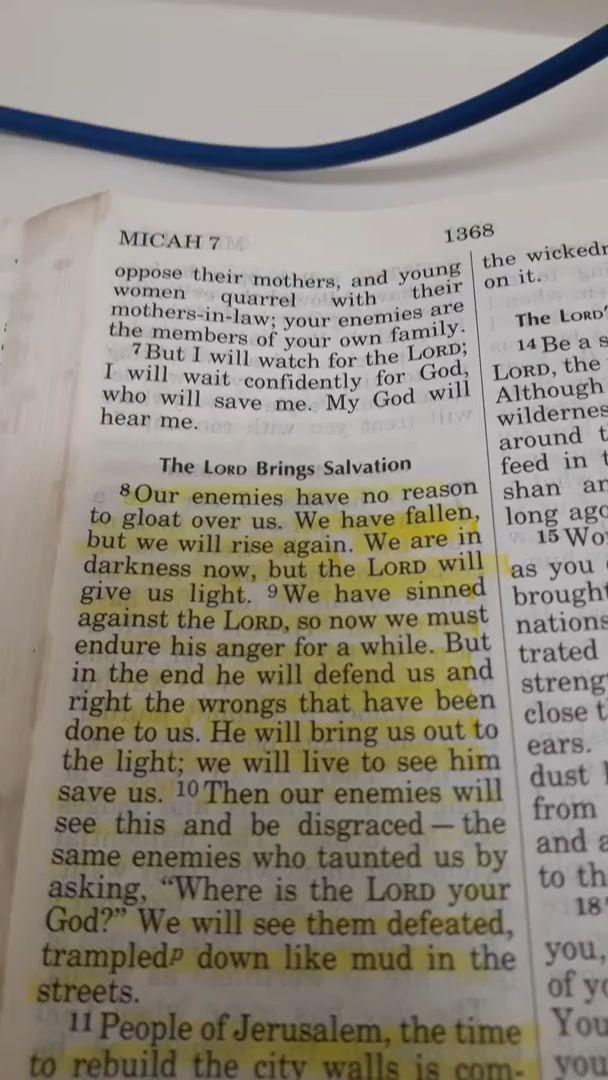 MICAH 7
1368
oppose their mothers, and young
women quarrel with their
mothers-in-law; your enemies are
the members of your own family.
7 But I will watch for the LORD;
I will wait confidently for God,
who will save me. My God will
hear me.
The LORD Brings Salvation
8 Our enemies have no reason
to gloat over us. We have fallen,
but we will rise again. We are in
darkness now, but the LORD will
give us light. 9 We have sinned
against the LORD, so now we must
endure his anger for a while. But
in the end he will defend us and
right the wrongs that have been
done to us. He will bring us out to
the light; we will live to see him
save us. 10 Then our enemies will
see this and be disgraced — the
same enemies who taunted us by
asking, “Where is the LORD your
God?” We will see them defeated,
trampledᵖ down like mud in the
streets.
11 People of Jerusalem, the time
to rebuild the city walls is com-
the
on it.
The LORD’
14 Be a
LORD, the
Although
around
feed in
shan
long
15
as you
brought
nations
close
ears.
dust
from
and
to
18
you,
of
You
you